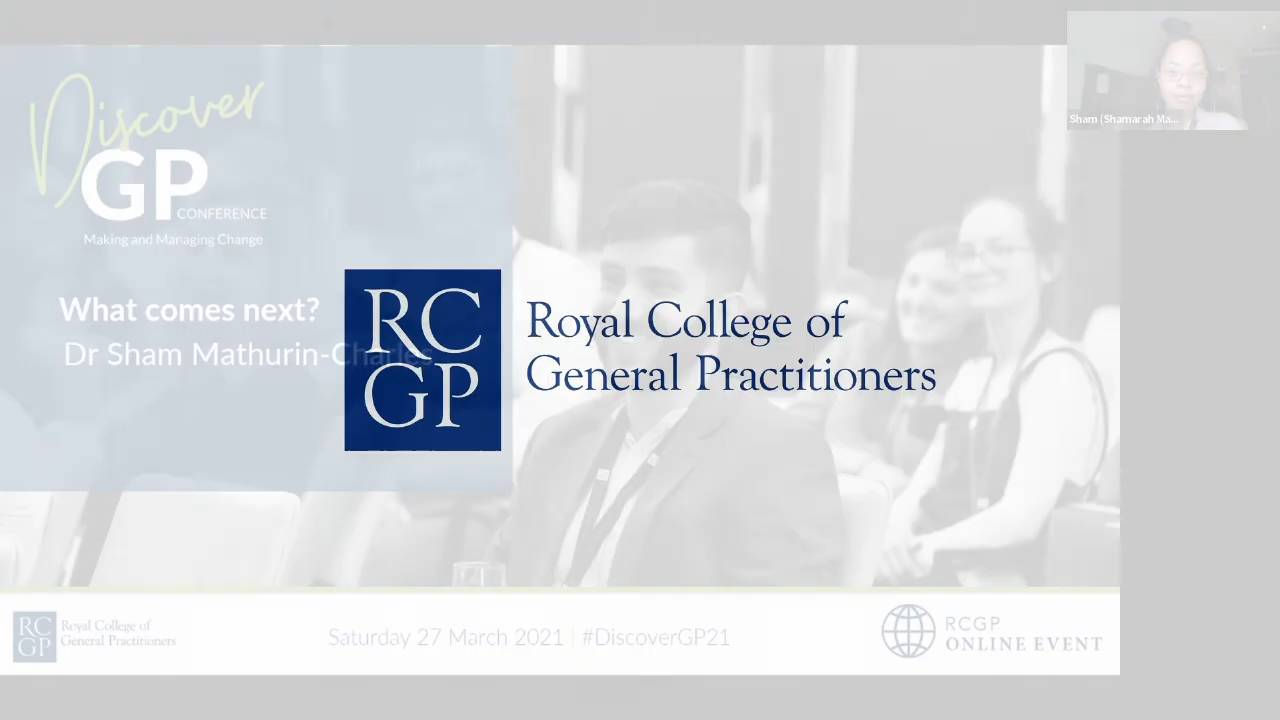 Discover
GP
CONFERENCE
Making and Managing Change
Sham (Shamarah Ma...
What comes next?
Dr Sham Mathurin-Charles
RC
GP
Royal College of
General Practitioners
RC
GP
Royal College of
General Practitioners
Saturday 27 March 2021 | #DiscoverGP21
RCGP
ONLINE EVENT